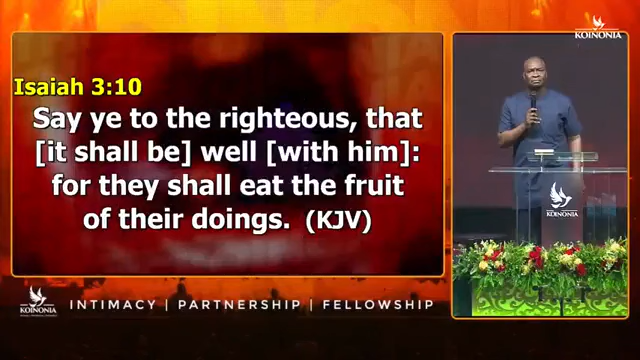 KOINONIA
Isaiah 3:10
Say ye to the righteous, that
[it shall be] well [with him]:
for they shall eat the fruit
of their doings. (KJV)
KOINONIA
KOINONIA
INTIMACY | PARTNERSHIP | FELLOWSHIP